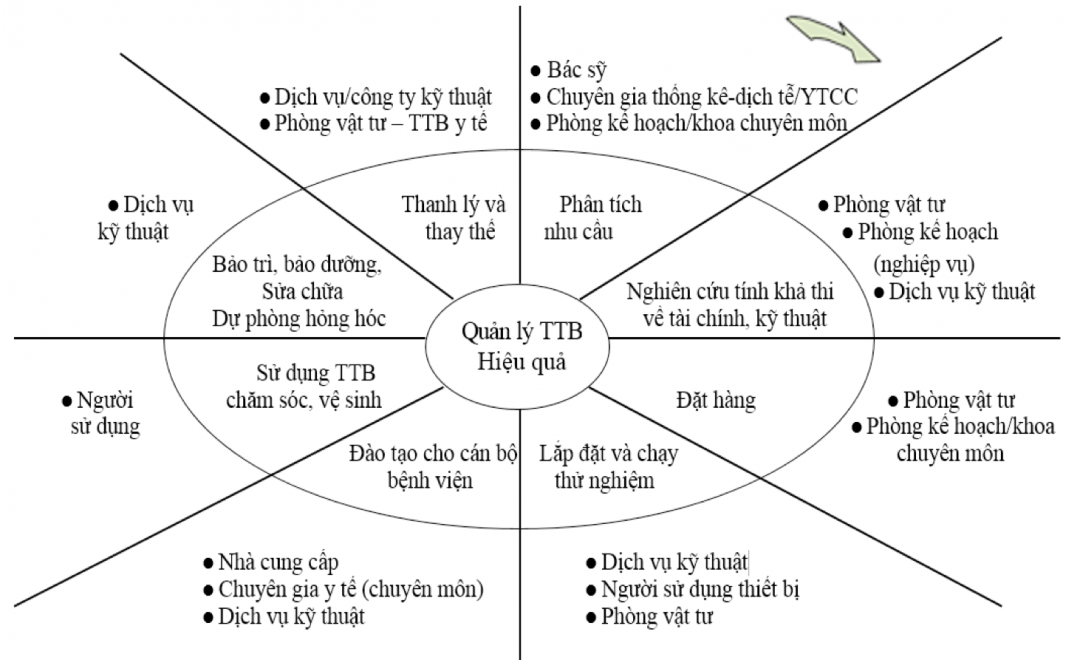 ● Dịch vụ/công ty kỹ thuật
● Phòng vật tư – TTB y tế
● Bác sỹ
● Chuyên gia thống kê-dịch tễ/YTCC
● Phòng kế hoạch/khoa chuyên môn
● Dịch vụ
kỹ thuật
Thanh lý và
thay thế
Phân tích
nhu cầu
● Phòng vật tư
● Phòng kế hoạch
(nghiệp vụ)
● Dịch vụ kỹ thuật
Bảo trì, bảo dưỡng,
Sửa chữa
Dự phòng hỏng hóc
Nghiên cứu tính khả thi
về tài chính, kỹ thuật
Quản lý TTB
Hiệu quả
● Người
sử dụng
Sử dụng TTB
chăm sóc, vệ sinh
Đặt hàng
● Phòng vật tư
● Phòng kế hoạch/khoa
chuyên môn
Đào tạo cho cán bộ
bệnh viện
Lắp đặt và chạy
thử nghiệm
● Nhà cung cấp
● Chuyên gia y tế (chuyên môn)
● Dịch vụ kỹ thuật
● Dịch vụ kỹ thuật
● Người sử dụng thiết bị
● Phòng vật tư